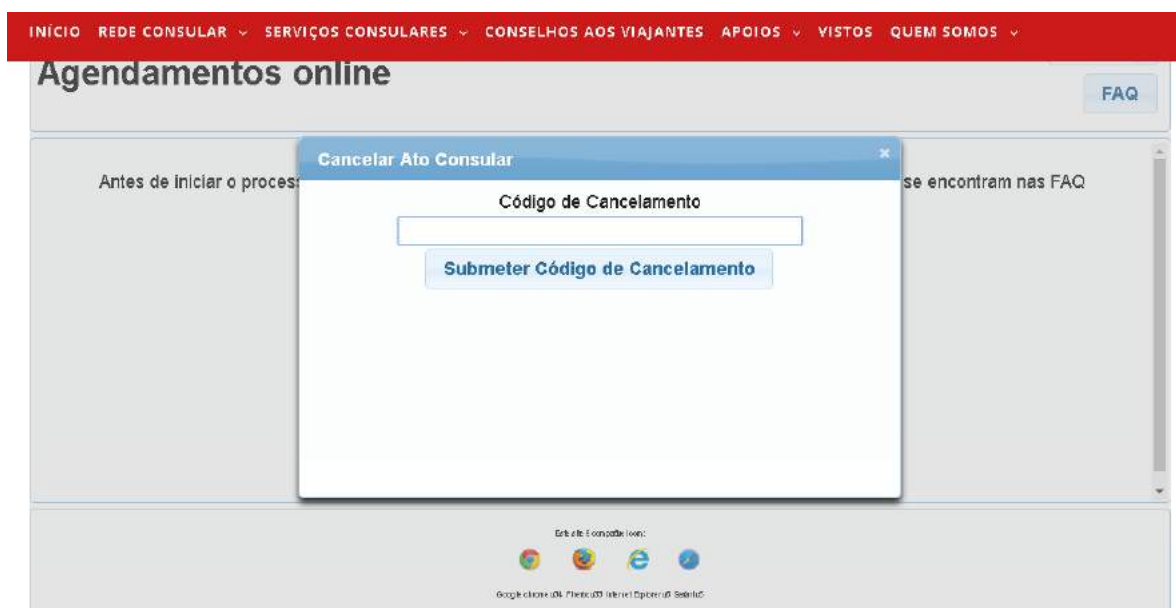 INÍCIO REDE CONSULAR SERVIÇOS CONSULARES CONSELHOS AOS VIAJANTES APOIOS VISTOS QUEM SOMOS
Agendamentos online
FAQ
Cancelar Ato Consular
Antes de iniciar o se encontram nas FAQ
Código de Cancelamento
Submeter Código de Cancelamento